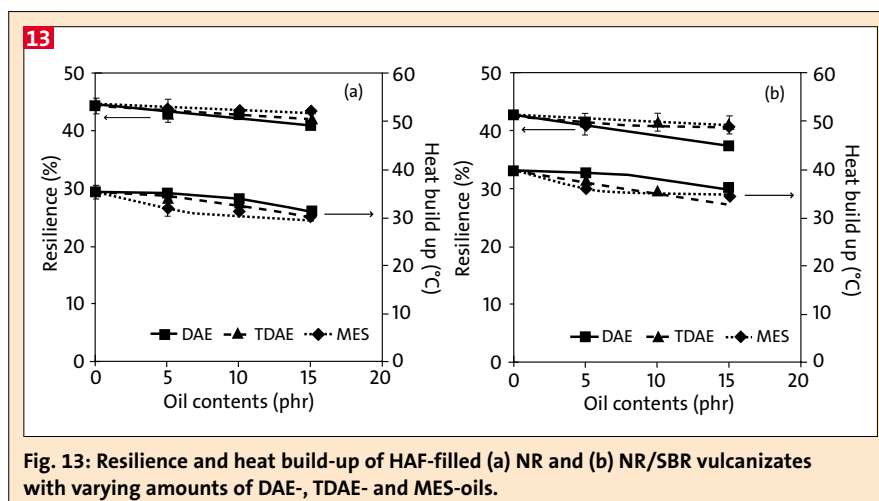 13
50
40
30
20
10
0
Resilience (%)
(a)
60
50
40
30
20
10
0
Heat build up (°C)
DAE TDAE MES
0 5 10 15 20
Oil contents (phr)
50
40
30
20
10
0
Resilience (%)
(b)
60
50
40
30
20
10
0
Heat build up (°C)
DAE TDAE MES
0 5 10 15 20
Oil contents (phr)
Fig. 13: Resilience and heat build-up of HAF-filled (a) NR and (b) NR/SBR vulcanizates
with varying amounts of DAE-, TDAE- and MES-oils.